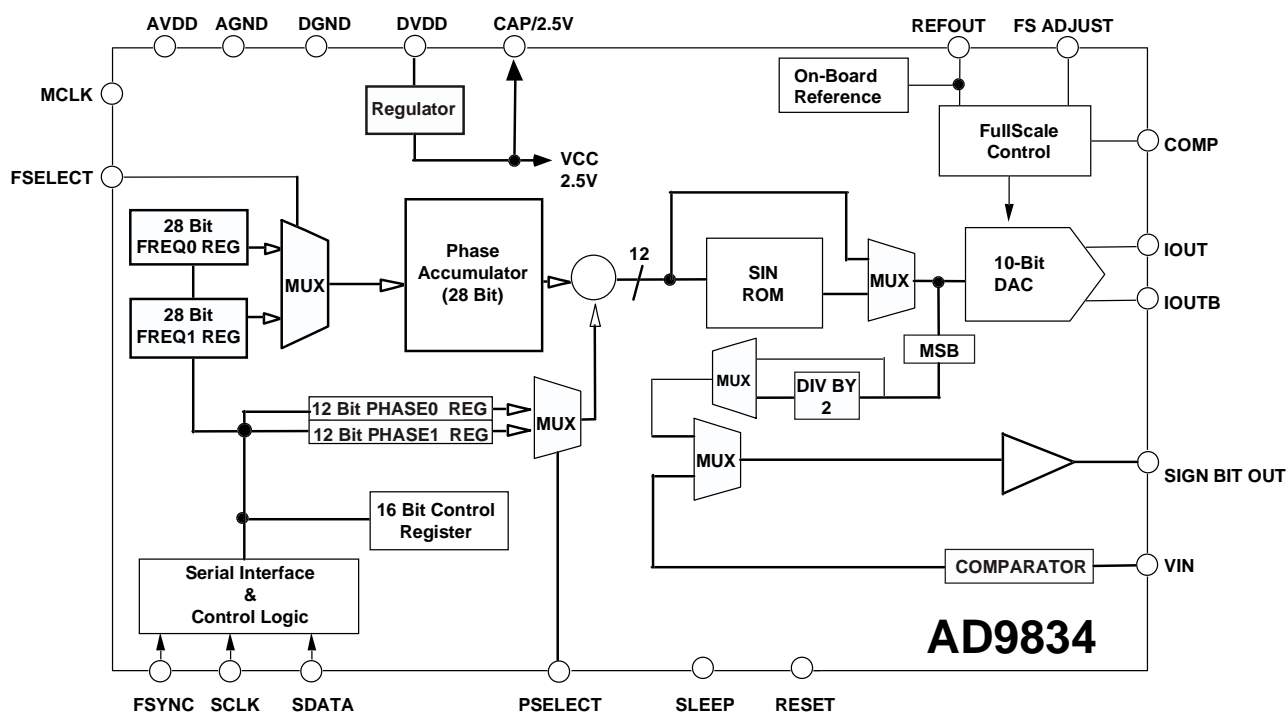 AVDD AGND DGND DVDD CAP/2.5V REFOUT FS ADJUST
MCLK
Regulator
On-Board
Reference
FullScale
Control
COMP
VCC
2.5V
FSELECT
28 Bit
FREQ0 REG
MUX
28 Bit
FREQ1 REG
Phase
Accumulator
(28 Bit)
12
SIN
ROM
MUX
10-Bit
DAC
IOUT
IOUTB
MSB
MUX
DIV BY
2
12 Bit PHASE0 REG
12 Bit PHASE1 REG
MUX
MUX
SIGN BIT OUT
16 Bit Control
Register
Serial Interface
&
Control Logic
COMPARATOR
VIN
AD9834
FSYNC SCLK SDATA PSELECT SLEEP RESET